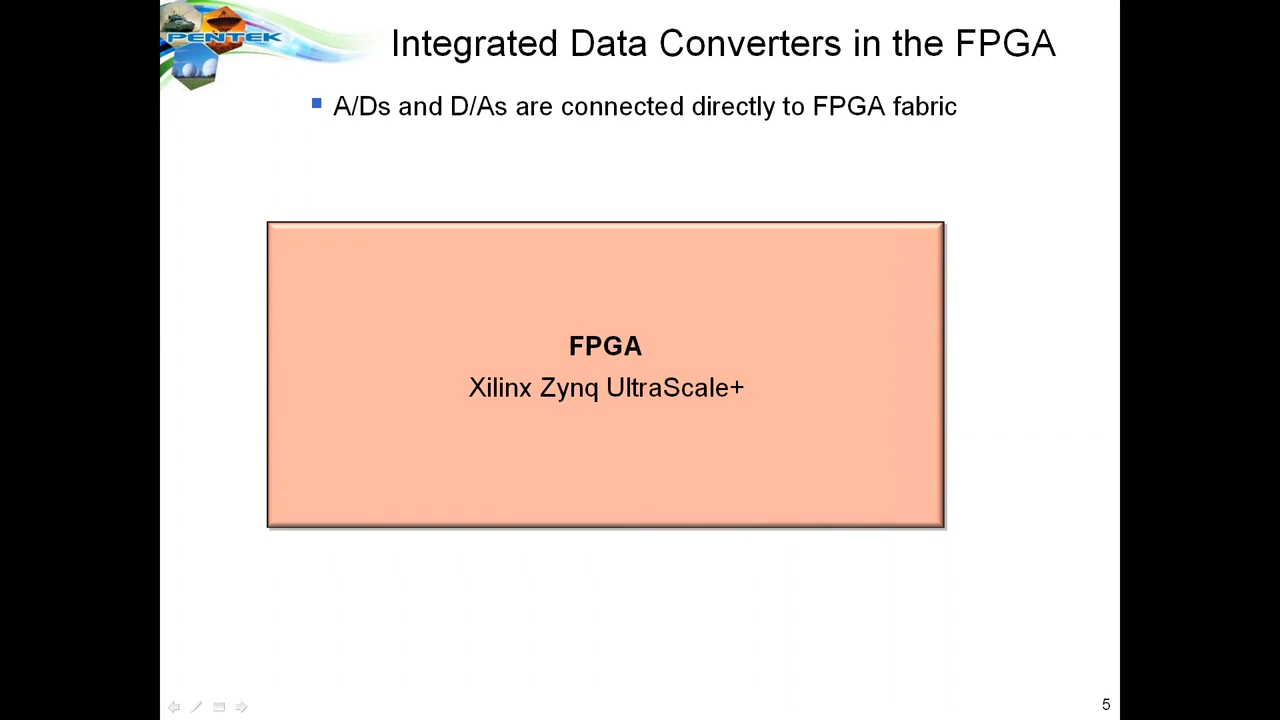 PENTEK
Integrated Data Converters in the FPGA
A/Ds and D/As are connected directly to FPGA fabric
FPGA
Xilinx Zynq UltraScale+
5